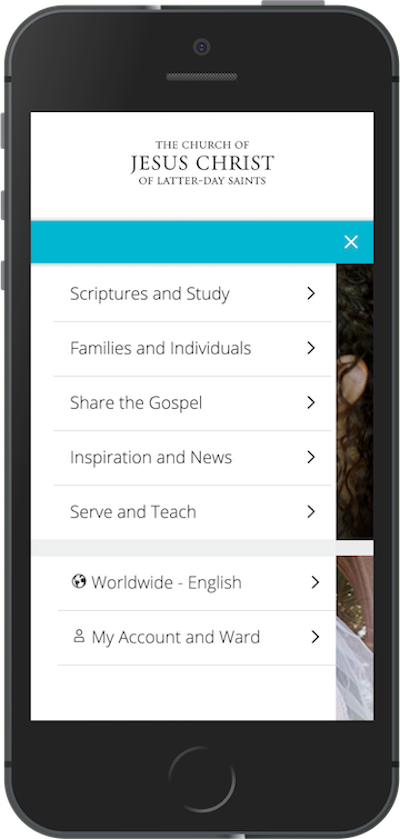 THE CHURCH OF
JESUS CHRIST
OF LATTER-DAY SAINTS
Scriptures and Study
Families and Individuals
Share the Gospel
Inspiration and News
Serve and Teach
Worldwide - English
My Account and Ward